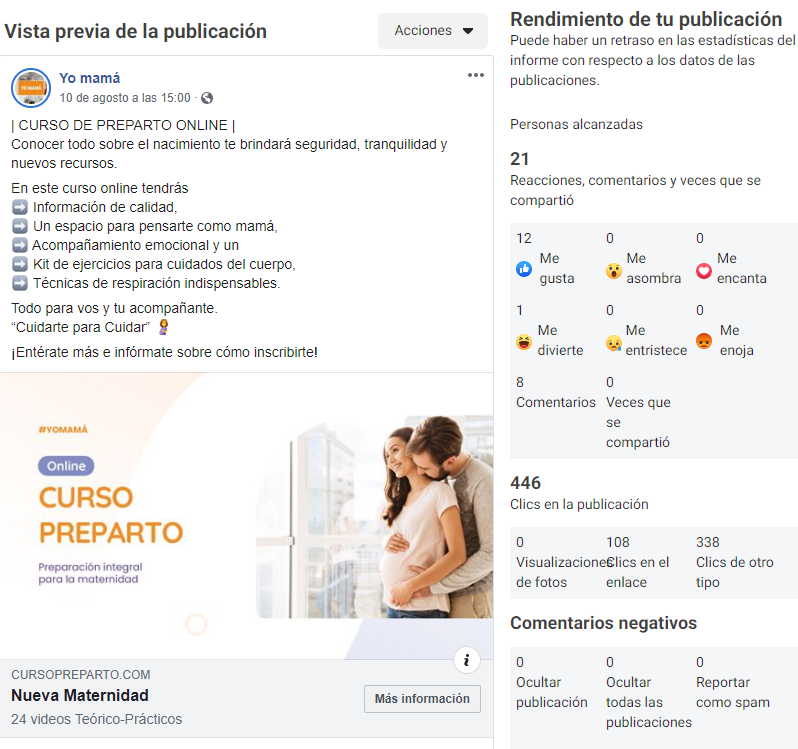 Vista previa de la publicación
Acciones
Yo mamá
YO MAMÁ
10 de agosto a las 15:00 ·
| CURSO DE PREPARTO ONLINE |
Conocer todo sobre el nacimiento te brindará seguridad, tranquilidad y
nuevos recursos.
En este curso online tendrás
➡️ Información de calidad,
➡️ Un espacio para pensarte como mamá,
➡️ Acompañamiento emocional y un
➡️ Kit de ejercicios para cuidados del cuerpo,
➡️ Técnicas de respiración indispensables.
Todo para vos y tu acompañante.
“Cuidarte para Cuidar” 🤱
¡Entérate más e infórmate sobre cómo inscribirte!
#YOMAMÁ
Online
CURSO
PREPARTO
Preparación integral
para la maternidad
i
CURSOPREPARTO.COM
Nueva Maternidad
24 videos Teórico-Prácticos
Más información
Rendimiento de tu publicación
Puede haber un retraso en las estadísticas del
informe con respecto a los datos de las
publicaciones.
Personas alcanzadas
21
Reacciones, comentarios y veces que se
compartió
12 0 0
Me Me Me
gusta asombra encanta
1 0 0
Me Me Me
divierte entristece enoja
8 0
Comentarios Veces que
se
compartió
446
Clics en la publicación
0 108 338
Visualizaciones Clics en el Clics de otro
de fotos enlace tipo
Comentarios negativos
0 0 0
Ocultar Ocultar Reportar
publicación todas las como spam
publicaciones